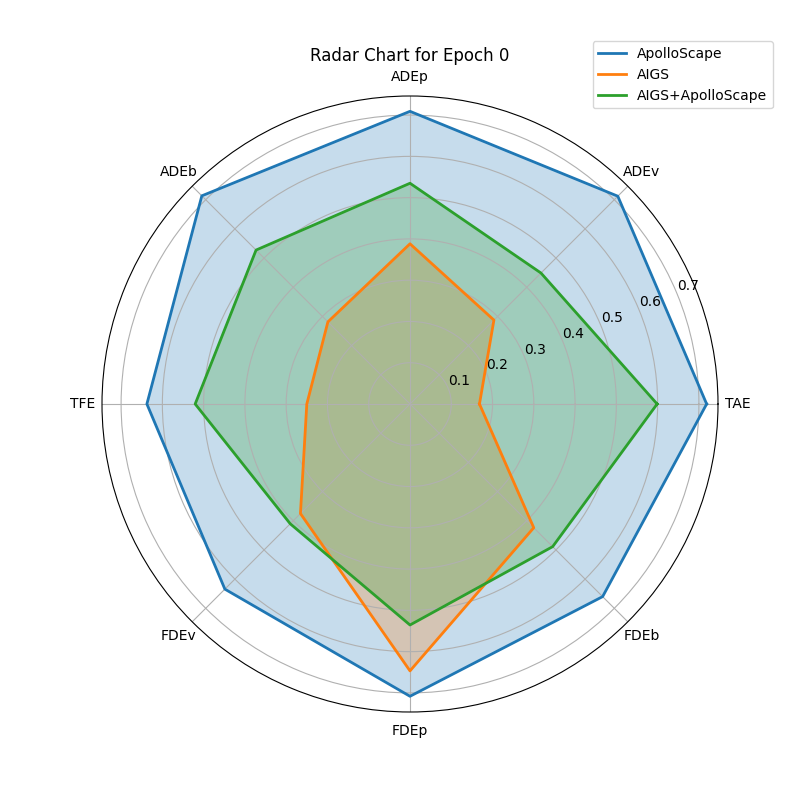 Radar Chart for Epoch 0
ApolloScape
AIGS
AIGS+ApolloScape
ADEp
ADEb
ADEv
0.7
0.6
0.5
0.4
0.3
0.2
0.1
TFE
TAE
FDEv
FDEb
FDEp